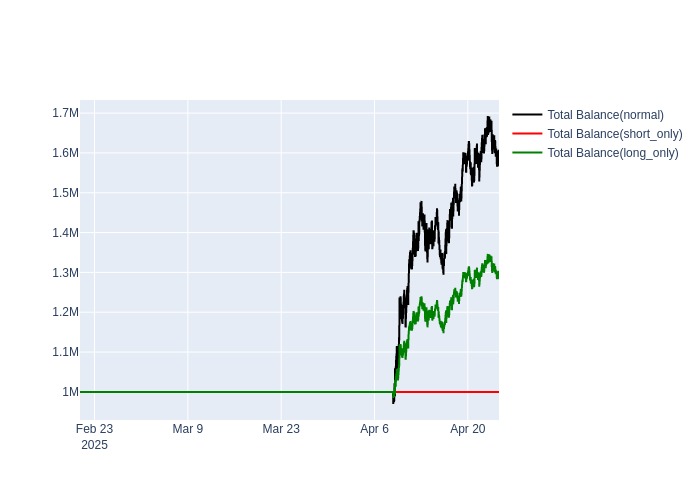 1.7M
1.6M
1.5M
1.4M
1.3M
1.2M
1.1M
1M
Feb 23
2025
Mar 9
Mar 23
Apr 6
Apr 20
Total Balance(normal)
Total Balance(short_only)
Total Balance(long_only)